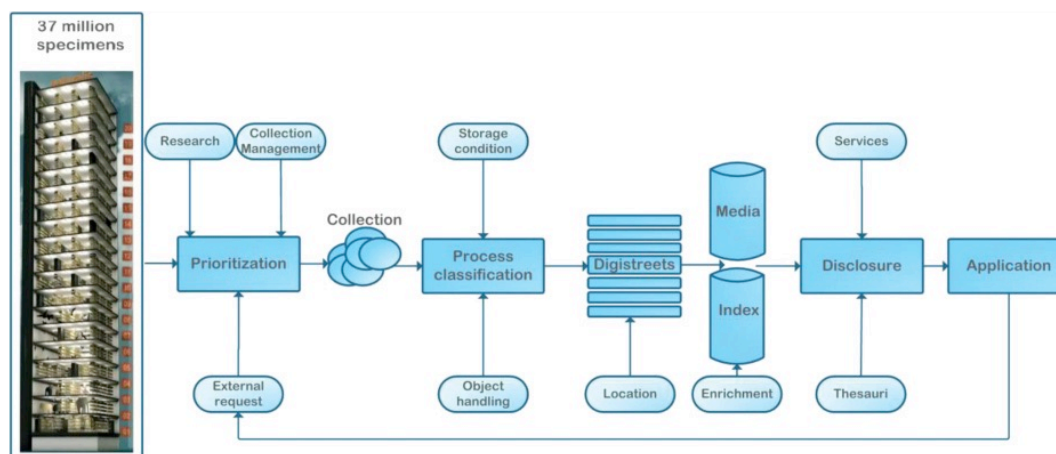 37 million
specimens
Research
Collection
Management
Storage
condition
Services
Collection
Media
Prioritization
Process
classification
Digistreets
Disclosure
Application
Index
External
request
Object
handling
Location
Enrichment
Thesauri